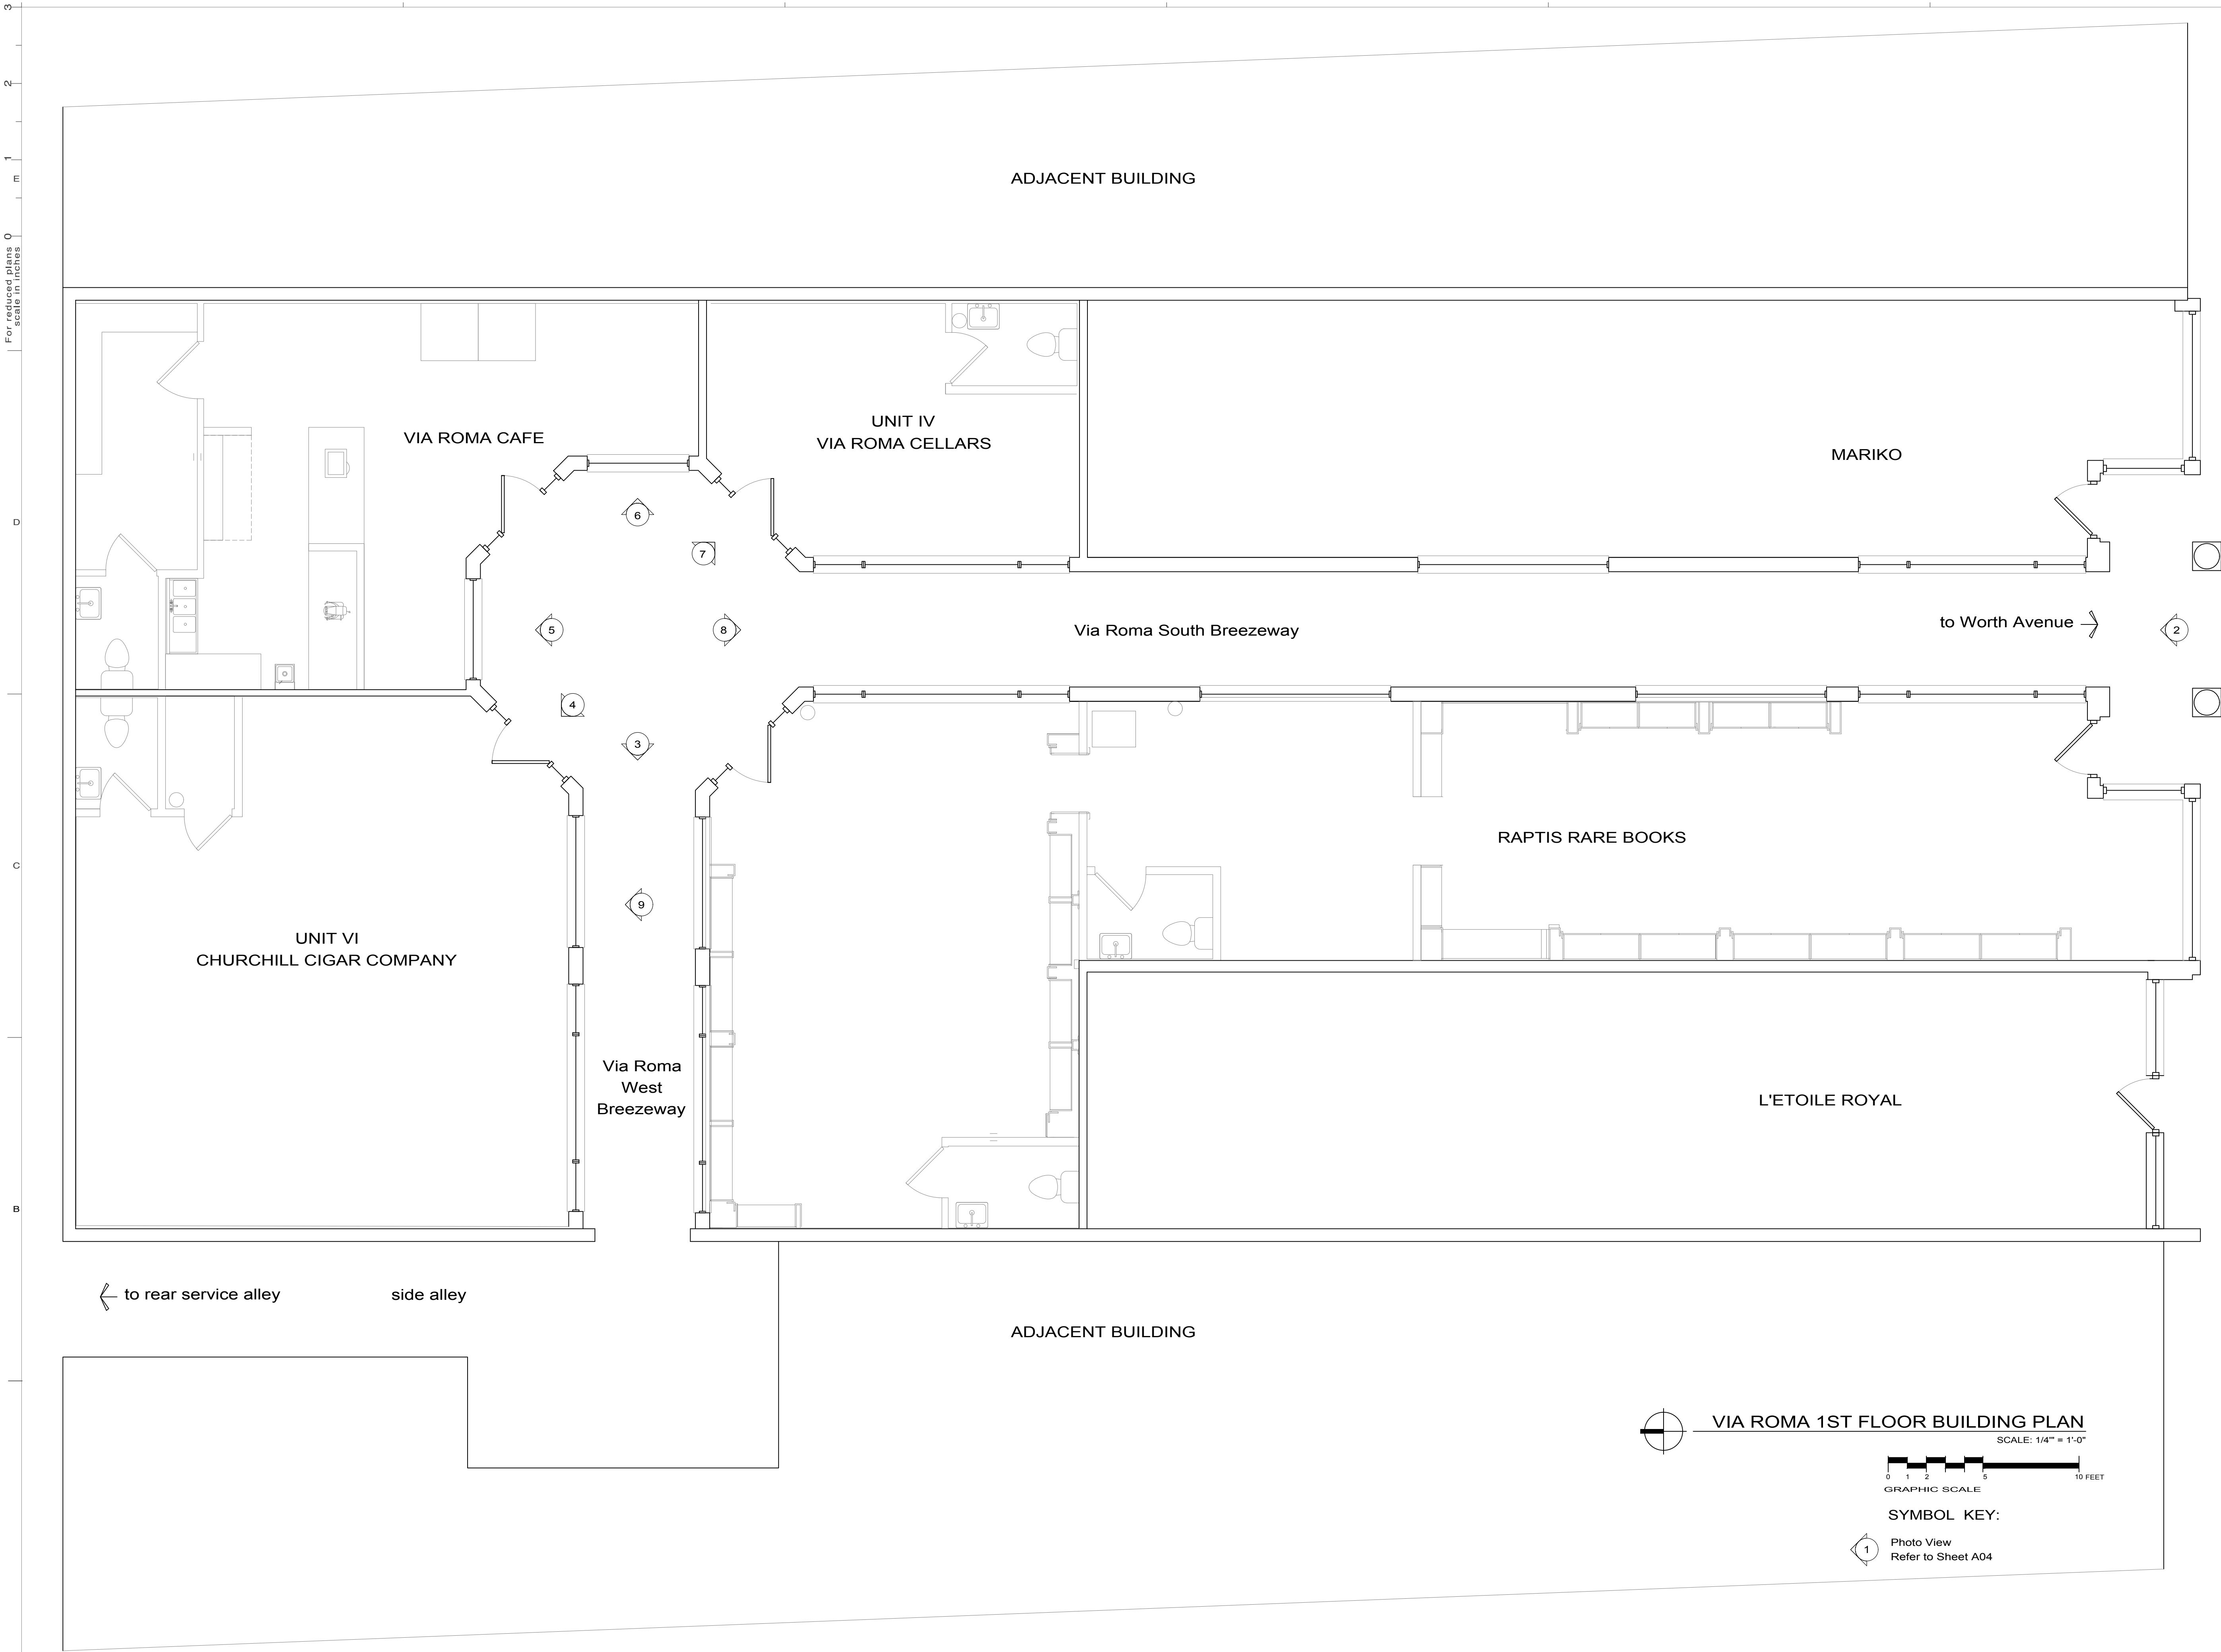 3
2
1
0
For reduced plans
scale in inches
E
D
C
B
ADJACENT BUILDING
VIA ROMA CAFE
UNIT IV
VIA ROMA CELLARS
MARIKO
6
7
5
8
Via Roma South Breezeway
to Worth Avenue
2
4
3
9
RAPTIS RARE BOOKS
UNIT VI
CHURCHILL CIGAR COMPANY
Via Roma
West
Breezeway
L'ETOILE ROYAL
to rear service alley
side alley
ADJACENT BUILDING
VIA ROMA 1ST FLOOR BUILDING PLAN
SCALE: 1/4"" = 1'-0"
0 1 2 5 10 FEET
GRAPHIC SCALE
SYMBOL KEY:
1
Photo View
Refer to Sheet A04